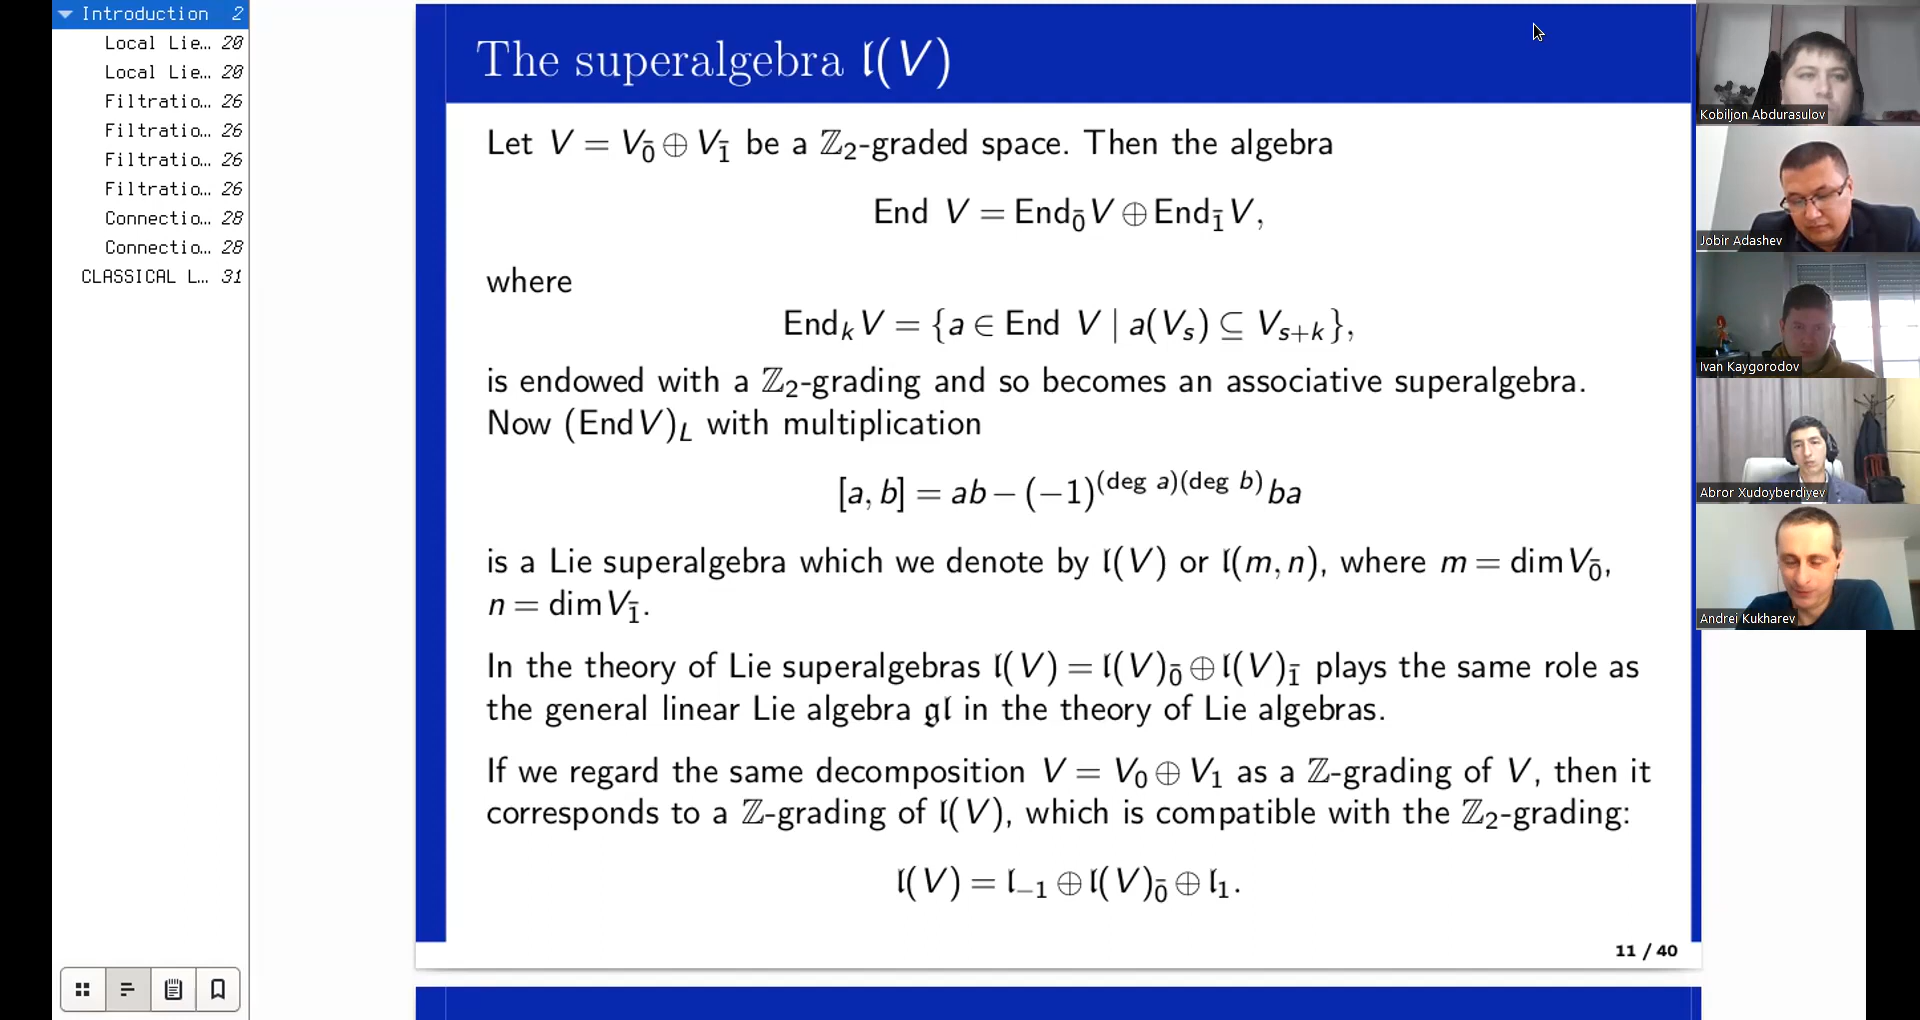 Introduction 2
Local Lie… 20
Local Lie… 20
Filtratio… 26
Filtratio… 26
Filtratio… 26
Filtratio… 26
Connectio… 28
Connectio… 28
CLASSICAL L… 31
The superalgebra 𝔩(V)
Let V = V_0̄ ⊕ V_1̄ be a ℤ₂-graded space. Then the algebra
End V = End_0̄ V ⊕ End_1̄ V,
where
End_k V = {a ∈ End V | a(V_s) ⊆ V_{s+k}},
is endowed with a ℤ₂-grading and so becomes an associative superalgebra.
Now (End V)_L with multiplication
[a, b] = ab − (−1)^{(deg a)(deg b)} ba
is a Lie superalgebra which we denote by 𝔩(V) or 𝔩(m, n), where m = dim V_0̄,
n = dim V_1̄.
In the theory of Lie superalgebras 𝔩(V) = 𝔩(V)_0̄ ⊕ 𝔩(V)_1̄ plays the same role as
the general linear Lie algebra 𝔤𝔩 in the theory of Lie algebras.
If we regard the same decomposition V = V₀ ⊕ V₁ as a ℤ-grading of V, then it
corresponds to a ℤ-grading of 𝔩(V), which is compatible with the ℤ₂-grading:
𝔩(V) = 𝔩₋₁ ⊕ 𝔩(V)_0̄ ⊕ 𝔩₁.
11 / 40
Kobiljon Abdurasulov
Jobir Adashev
Ivan Kaygorodov
Abror Xudoyberdiyev
Andrei Kukharev